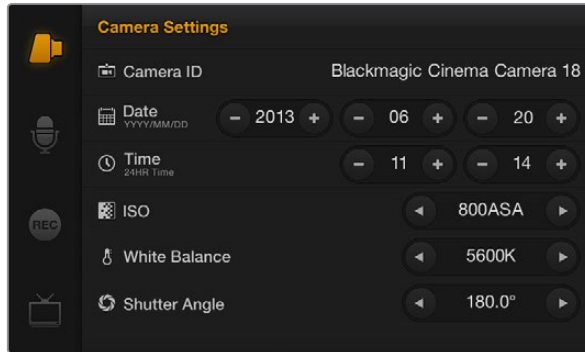 Camera Settings
Camera ID Blackmagic Cinema Camera 18
Date - 2013 + - 06 + - 20 +
YYYY/MM/DD
Time - 11 + - 14 +
24HR Time
ISO 800ASA
REC
White Balance 5600K
Shutter Angle 180.0°